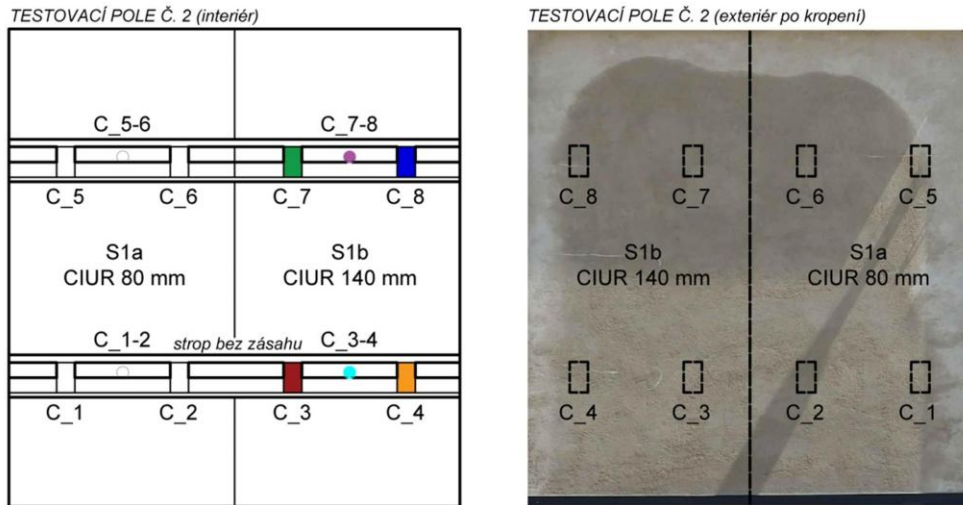 TESTOVACÍ POLE Č. 2 (interiér)
C_5-6
C_7-8
C_5
C_6
C_7
C_8
S1a
CIUR 80 mm
S1b
CIUR 140 mm
C_1-2
strop bez zásahu
C_3-4
C_1
C_2
C_3
C_4
TESTOVACÍ POLE Č. 2 (exteriér po kropení)
C_8
C_7
C_6
C_5
S1b
CIUR 140 mm
S1a
CIUR 80 mm
C_4
C_3
C_2
C_1